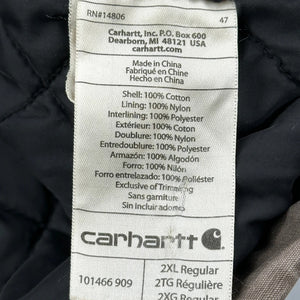 RN#14806 47
Carhartt, Inc. P.O. Box 600
Dearborn, MI 48121 USA
carhartt.com
Made in China
Fabriqué en Chine
Hecho en China
Shell: 100% Cotton
Lining: 100% Nylon
Interlining: 100% Polyester
Extérieur: 100% Coton
Doublure: 100% Nylon
Entredoublure: 100% Polyester
Armazón: 100% Algodón
Forro: 100% Nilón
Forro entrelazado: 100% Poliéster
Exclusive of Trimming
Sans garniture
Sin incluir adornos
carhartt
101466 909
2XL Regular
2TG Régulière
2XG Regular